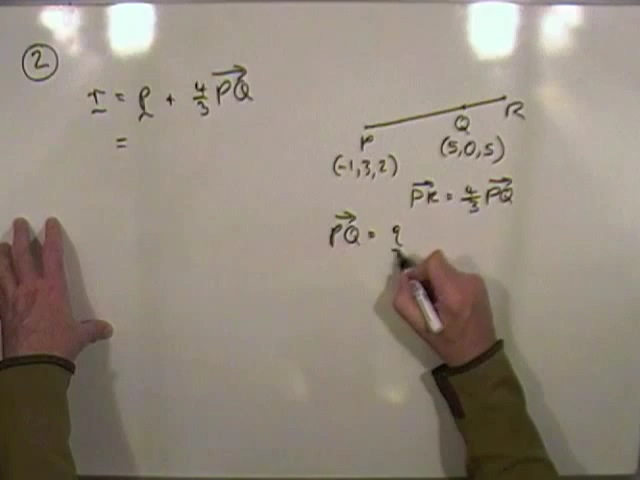 ②
r = p + 4/3 PQ→
=
P Q R
(-1,3,2) (5,0,5)
PR→ = 4/3 PQ→
PQ→ = q